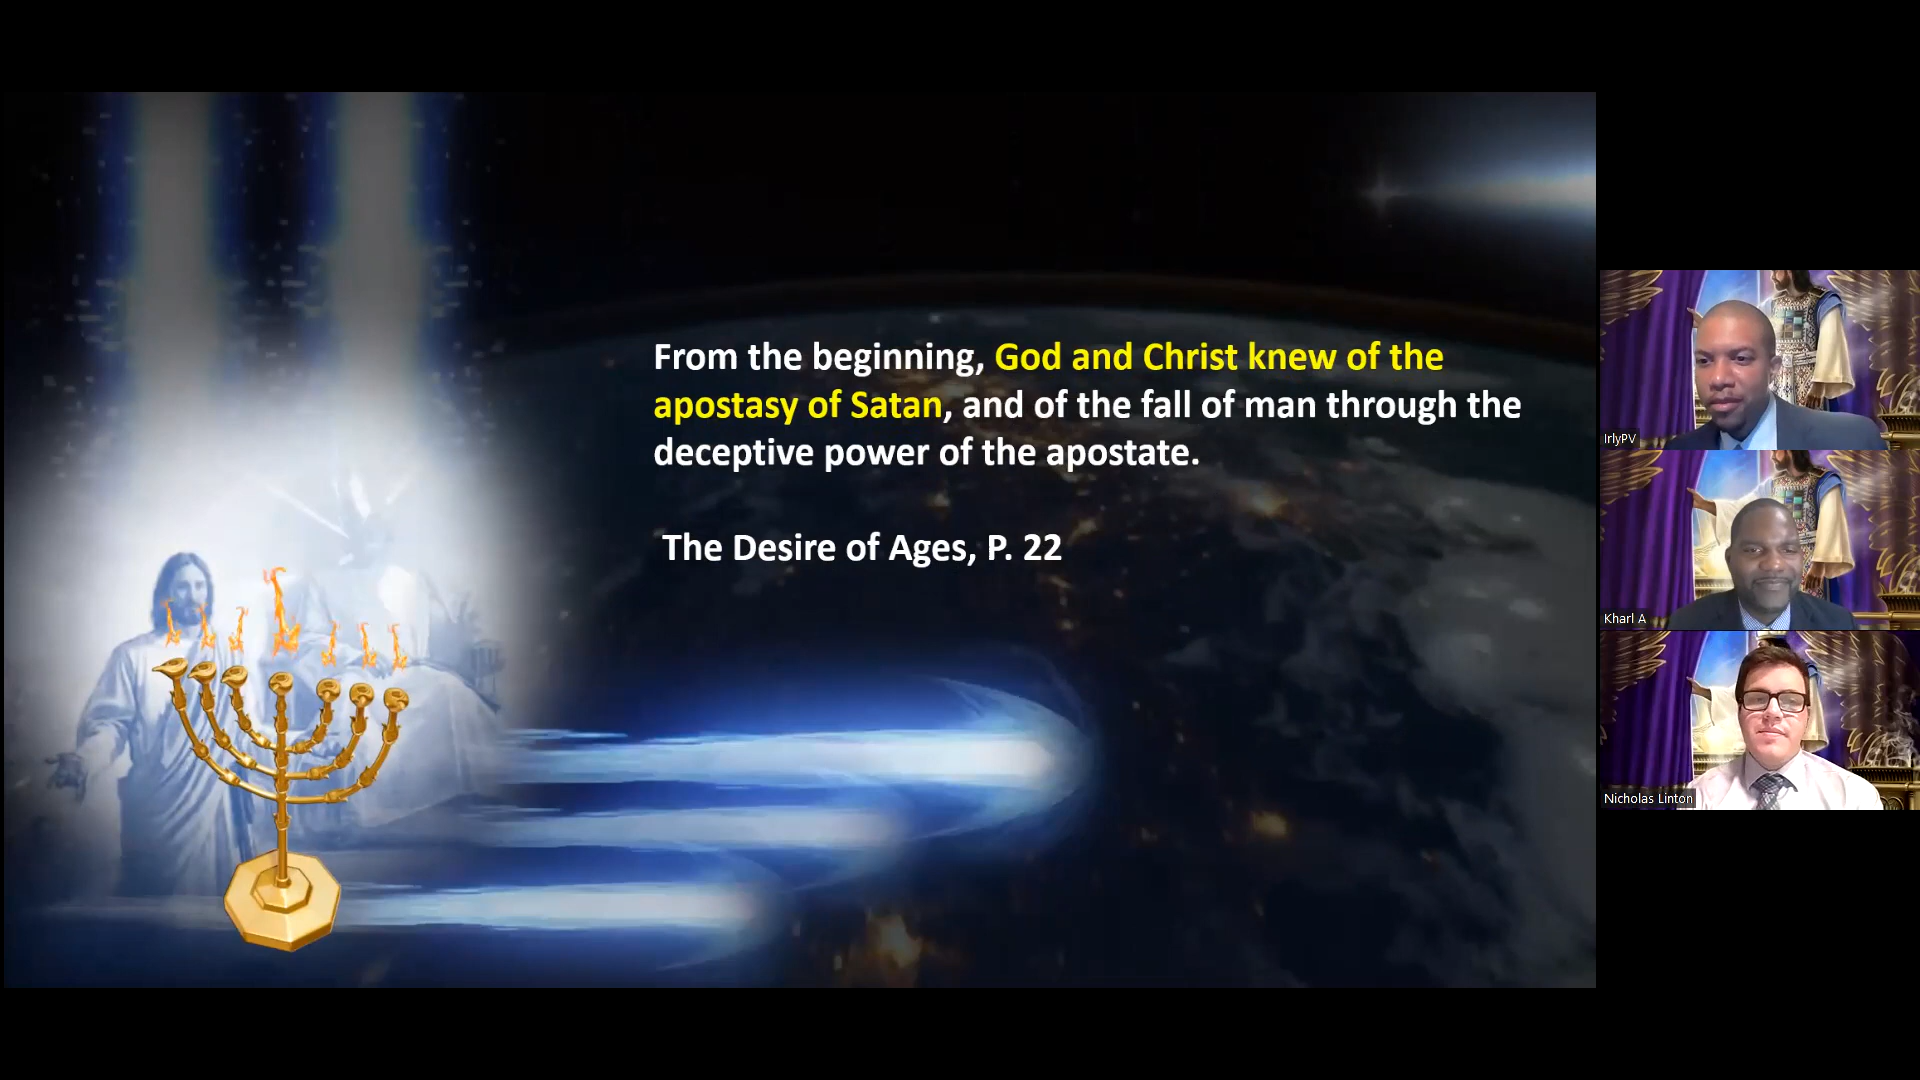 From the beginning, God and Christ knew of the
apostasy of Satan, and of the fall of man through the
deceptive power of the apostate.
The Desire of Ages, P. 22
IrlyPV
Kharl A
Nicholas Linton